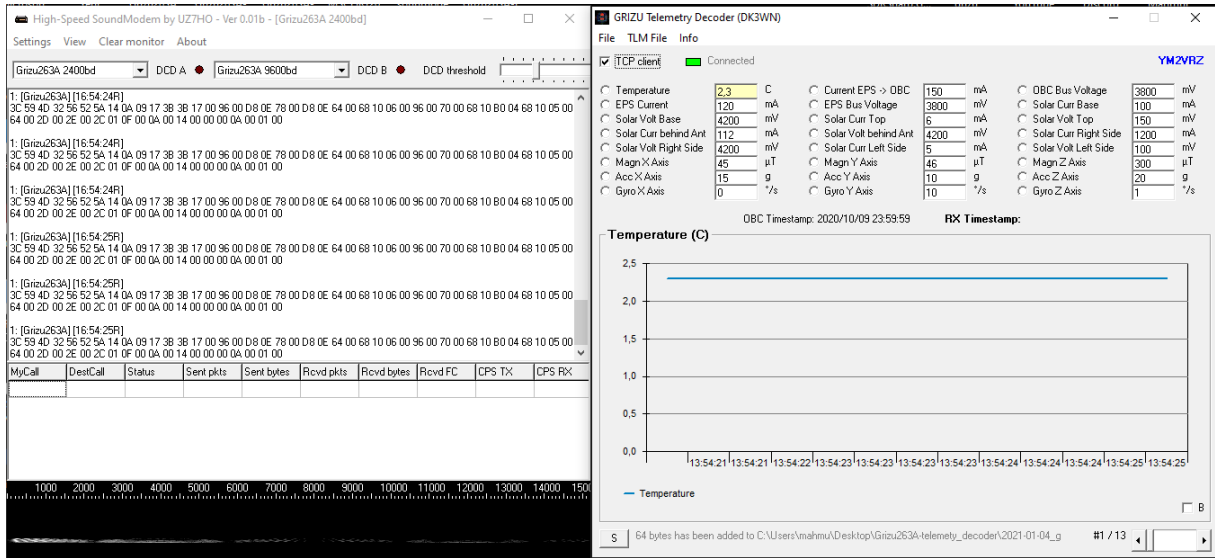 High-Speed SoundModem by UZ7HO - Ver 0.01b - [Grizu263A 2400bd]
Settings View Clear monitor About
Grizu263A 2400bd DCD A Grizu263A 9600bd DCD B DCD threshold
1: [Grizu263A] [16:54:24R]
3C 59 4D 32 56 52 5A 14 0A 09 17 3B 3B 17 00 96 00 D8 0E 78 00 D8 0E 64 00 68 10 06 00 96 00 70 00 68 10 B0 04 68 10 05 00
64 00 2D 00 2E 00 2C 01 0F 00 0A 00 14 00 00 00 0A 00 01 00
1: [Grizu263A] [16:54:24R]
3C 59 4D 32 56 52 5A 14 0A 09 17 3B 3B 17 00 96 00 D8 0E 78 00 D8 0E 64 00 68 10 06 00 96 00 70 00 68 10 B0 04 68 10 05 00
64 00 2D 00 2E 00 2C 01 0F 00 0A 00 14 00 00 00 0A 00 01 00
1: [Grizu263A] [16:54:24R]
3C 59 4D 32 56 52 5A 14 0A 09 17 3B 3B 17 00 96 00 D8 0E 78 00 D8 0E 64 00 68 10 06 00 96 00 70 00 68 10 B0 04 68 10 05 00
64 00 2D 00 2E 00 2C 01 0F 00 0A 00 14 00 00 00 0A 00 01 00
1: [Grizu263A] [16:54:25R]
3C 59 4D 32 56 52 5A 14 0A 09 17 3B 3B 17 00 96 00 D8 0E 78 00 D8 0E 64 00 68 10 06 00 96 00 70 00 68 10 B0 04 68 10 05 00
64 00 2D 00 2E 00 2C 01 0F 00 0A 00 14 00 00 00 0A 00 01 00
1: [Grizu263A] [16:54:25R]
3C 59 4D 32 56 52 5A 14 0A 09 17 3B 3B 17 00 96 00 D8 0E 78 00 D8 0E 64 00 68 10 06 00 96 00 70 00 68 10 B0 04 68 10 05 00
64 00 2D 00 2E 00 2C 01 0F 00 0A 00 14 00 00 00 0A 00 01 00
1: [Grizu263A] [16:54:25R]
3C 59 4D 32 56 52 5A 14 0A 09 17 3B 3B 17 00 96 00 D8 0E 78 00 D8 0E 64 00 68 10 06 00 96 00 70 00 68 10 B0 04 68 10 05 00
64 00 2D 00 2E 00 2C 01 0F 00 0A 00 14 00 00 00 0A 00 01 00
MyCall DestCall Status Sent pkts Sent bytes Rcvd pkts Rcvd bytes Rcvd FC CPS TX CPS RX
1000 2000 3000 4000 5000 6000 7000 8000 9000 10000 11000 12000 13000 14000 1500
GRIZU Telemetry Decoder (DK3WN)
File TLM File Info
TCP client Connected YM2VRZ
Temperature 2,3 C Current EPS -> OBC 150 mA OBC Bus Voltage 3800 mV
EPS Current 120 mA EPS Bus Voltage 3800 mV Solar Curr Base 100 mA
Solar Volt Base 4200 mV Solar Curr Top 6 mA Solar Volt Top 150 mV
Solar Curr behind Ant 112 mA Solar Volt behind Ant 4200 mV Solar Curr Right Side 1200 mA
Solar Volt Right Side 4200 mV Solar Curr Left Side 5 mA Solar Volt Left Side 100 mV
Magn X Axis 45 µT Magn Y Axis 46 µT Magn Z Axis 300 µT
Acc X Axis 15 g Acc Y Axis 10 g Acc Z Axis 20 g
Gyro X Axis 0 °/s Gyro Y Axis 10 °/s Gyro Z Axis 1 °/s
OBC Timestamp: 2020/10/09 23:59:59 RX Timestamp:
Temperature (C)
2,5
2,0
1,5
1,0
0,5
0,0
13:54:21 13:54:21 13:54:22 13:54:23 13:54:23 13:54:23 13:54:23 13:54:24 13:54:24 13:54:24 13:54:25 13:54:25
Temperature
B
S 64 bytes has been added to C:\Users\mahmu\Desktop\Grizu263A-telemety_decoder\2021-01-04_g #1 / 13